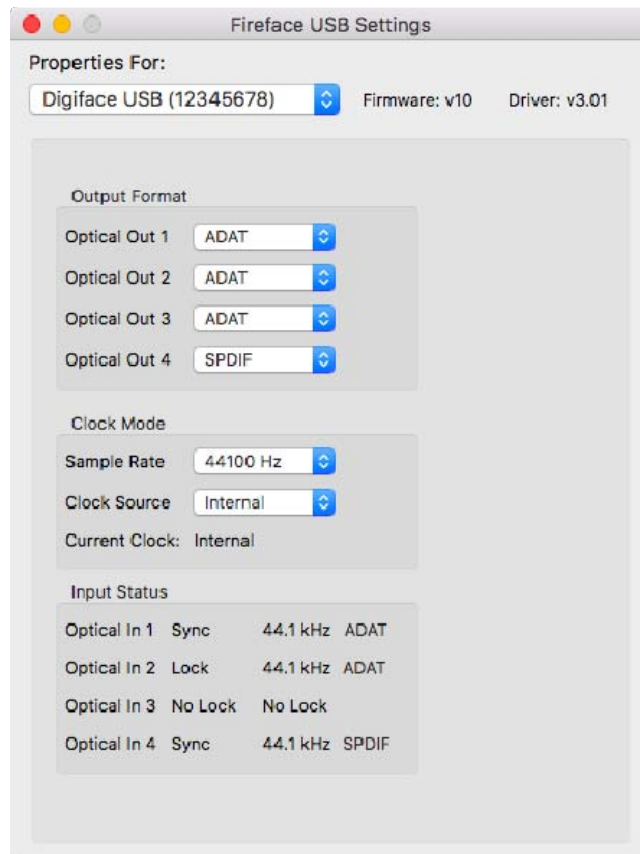 Fireface USB Settings
Properties For:
Digiface USB (12345678) Firmware: v10 Driver: v3.01
Output Format
Optical Out 1 ADAT
Optical Out 2 ADAT
Optical Out 3 ADAT
Optical Out 4 SPDIF
Clock Mode
Sample Rate 44100 Hz
Clock Source Internal
Current Clock: Internal
Input Status
Optical In 1 Sync 44.1 kHz ADAT
Optical In 2 Lock 44.1 kHz ADAT
Optical In 3 No Lock No Lock
Optical In 4 Sync 44.1 kHz SPDIF